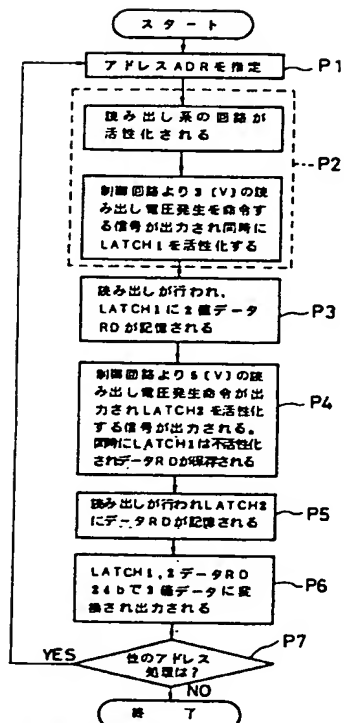 スタート
アドレスADRを指定
P1
読み出し系の回路が
活性化される
P2
制御回路より3[V]の読
み出し電圧発生を命令す
る信号が出力され同時に
LATCH1を活性化する
読み出しが行われ、
LATCH1に2値データ
RDが記憶される
P3
制御回路より5[V]の読
み出し電圧発生命令が出
力されLATCH2を活性化
する信号が出力される。
同時にLATCH1は不活性化
されデータRDが保存される
P4
読み出しが行われLATCH2
にデータRDが記憶される
P5
LATCH1,2データRD
24bで3値データに変
換され出力される
P6
他のアドレス
処理は?
P7
YES
NO
終了